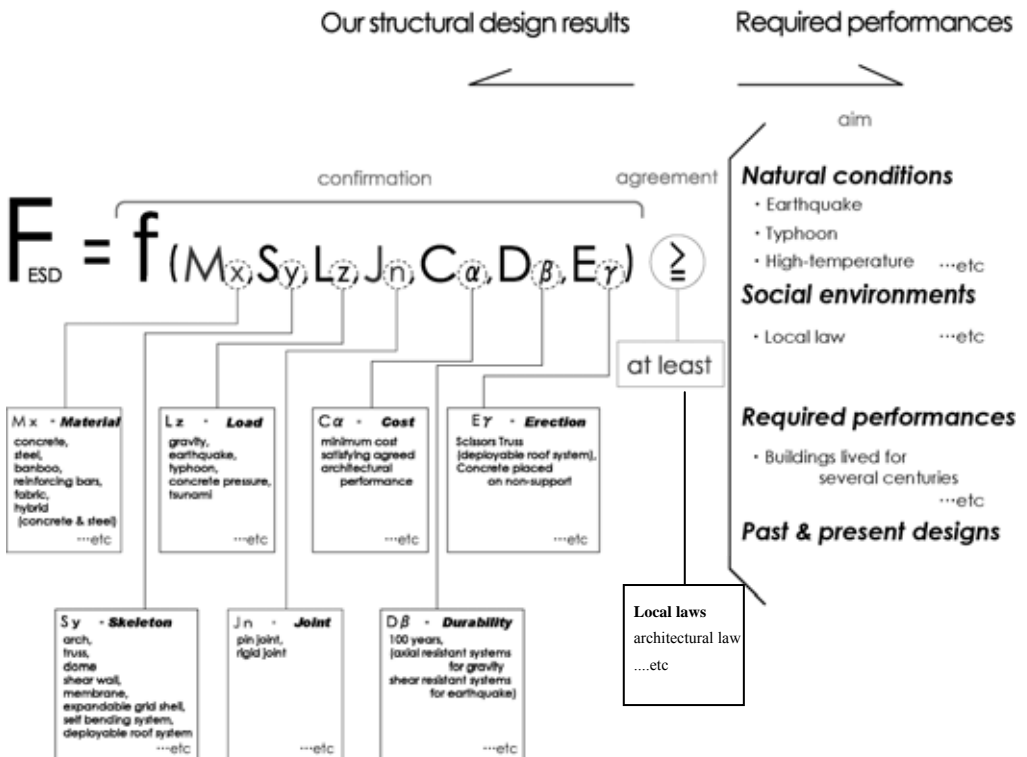 Our structural design results
Required performances
aim
confirmation
agreement
F ESD = f (Mx, Sy, Lz, Jn, Cα, Dβ, Eγ) ≧
at least
Natural conditions
・Earthquake
・Typhoon
・High-temperature …etc
Social environments
・Local law …etc
Required performances
・Buildings lived for
several centuries
…etc
Past & present designs
Mx - Material
concrete,
steel,
banboo,
reinforcing bars,
fabric,
hybrid
(concrete & steel)
…etc
Lz - Load
gravity,
earthquake,
typhoon,
concrete pressure,
tsunami
…etc
Cα - Cost
minimum cost
satisfying agreed
architectural
performance
…etc
Eγ - Erection
Scissors Truss
(deployable roof system),
Concrete placed
on non-support
…etc
Sy - Skeleton
arch,
truss,
dome
shear wall,
membrane,
expandable grid shell,
self bending system,
deployable roof system
…etc
Jn - Joint
pin joint,
rigid joint
…etc
Dβ - Durability
100 years,
(axial resistant systems
for gravity
shear resistant systems
for earthquake)
…etc
Local laws
architectural law
....etc